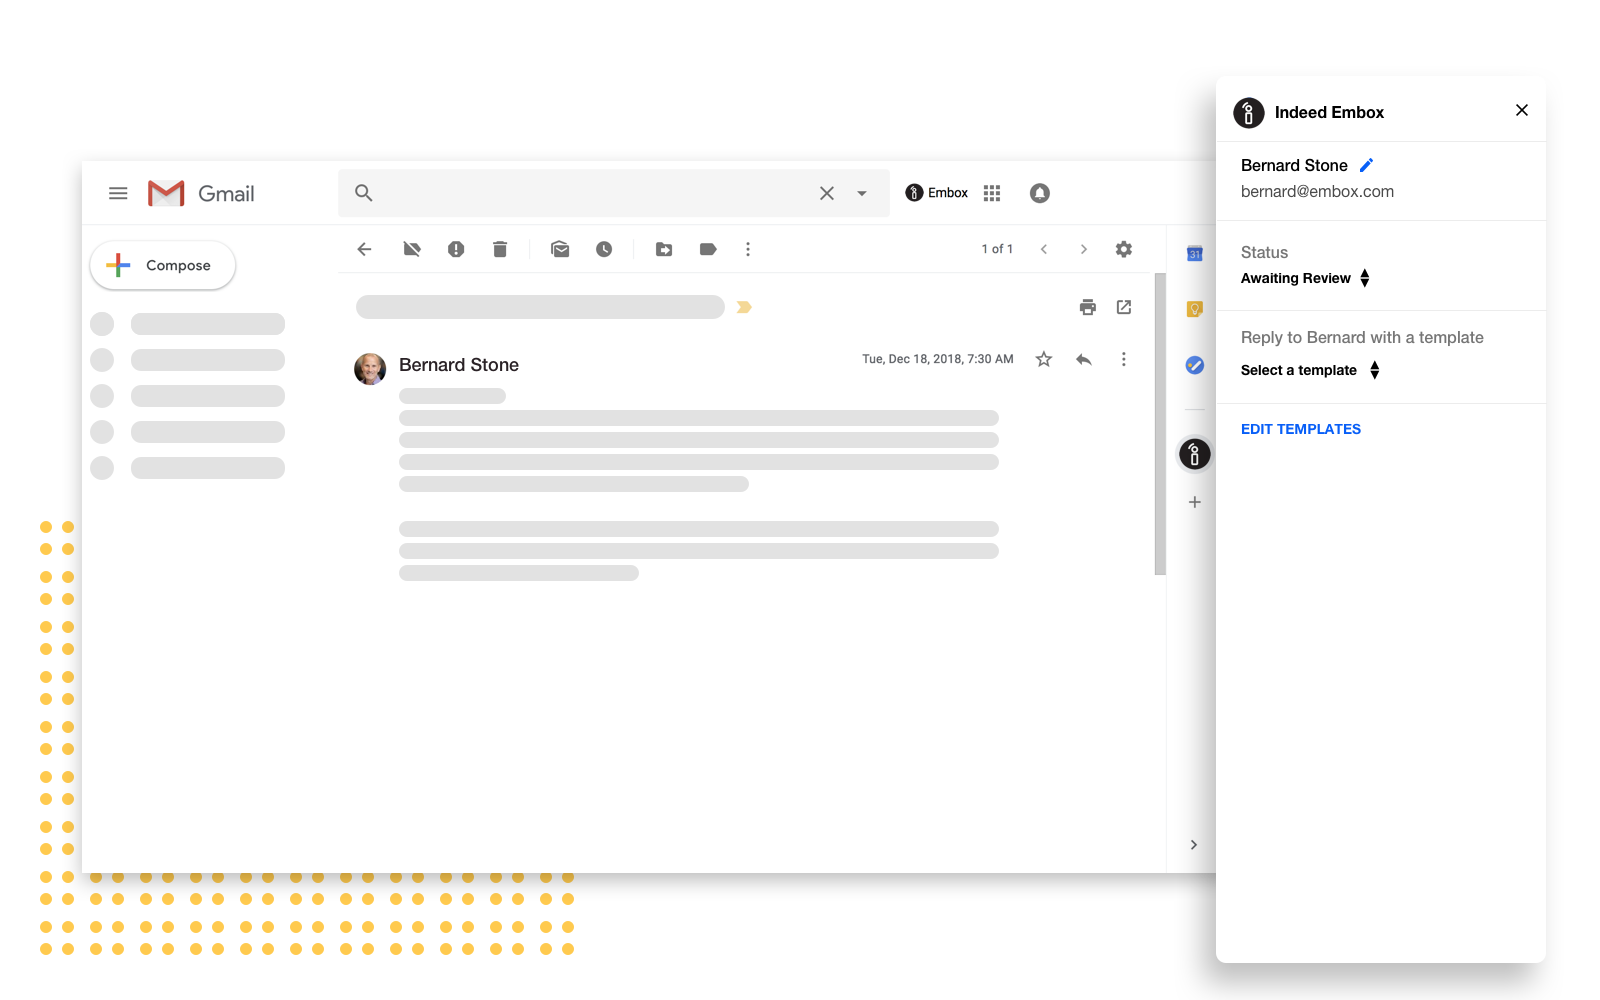 Gmail
Embox
Compose
1 of 1
31
Bernard Stone
Tue, Dec 18, 2018, 7:30 AM
Indeed Embox
Bernard Stone
bernard@embox.com
Status
Awaiting Review
Reply to Bernard with a template
Select a template
EDIT TEMPLATES